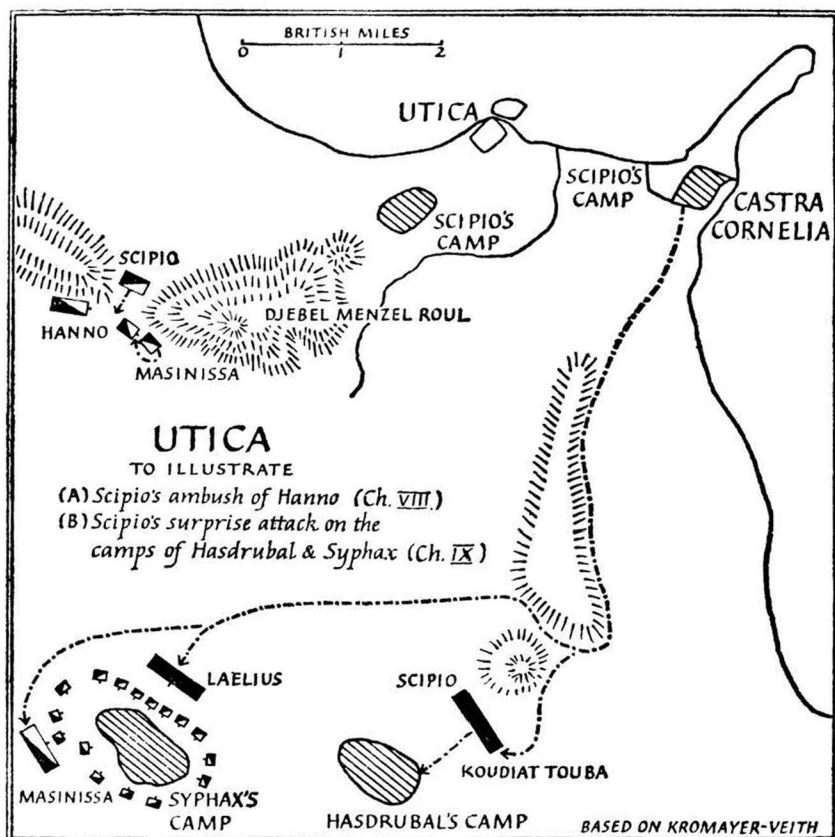 BRITISH MILES
0 1 2
UTICA
SCIPIO'S
CAMP
CASTRA
CORNELIA
SCIPIO'S
CAMP
SCIPIO
DJEBEL MENZEL ROUL
HANNO
MASINISSA
UTICA
TO ILLUSTRATE
(A) Scipio's ambush of Hanno (Ch. VIII.)
(B) Scipio's surprise attack on the
camps of Hasdrubal & Syphax (Ch. IX)
LAELIUS
SCIPIO
KOUDIAT TOUBA
MASINISSA
SYPHAX'S
CAMP
HASDRUBAL'S CAMP
BASED ON KROMAYER-VEITH